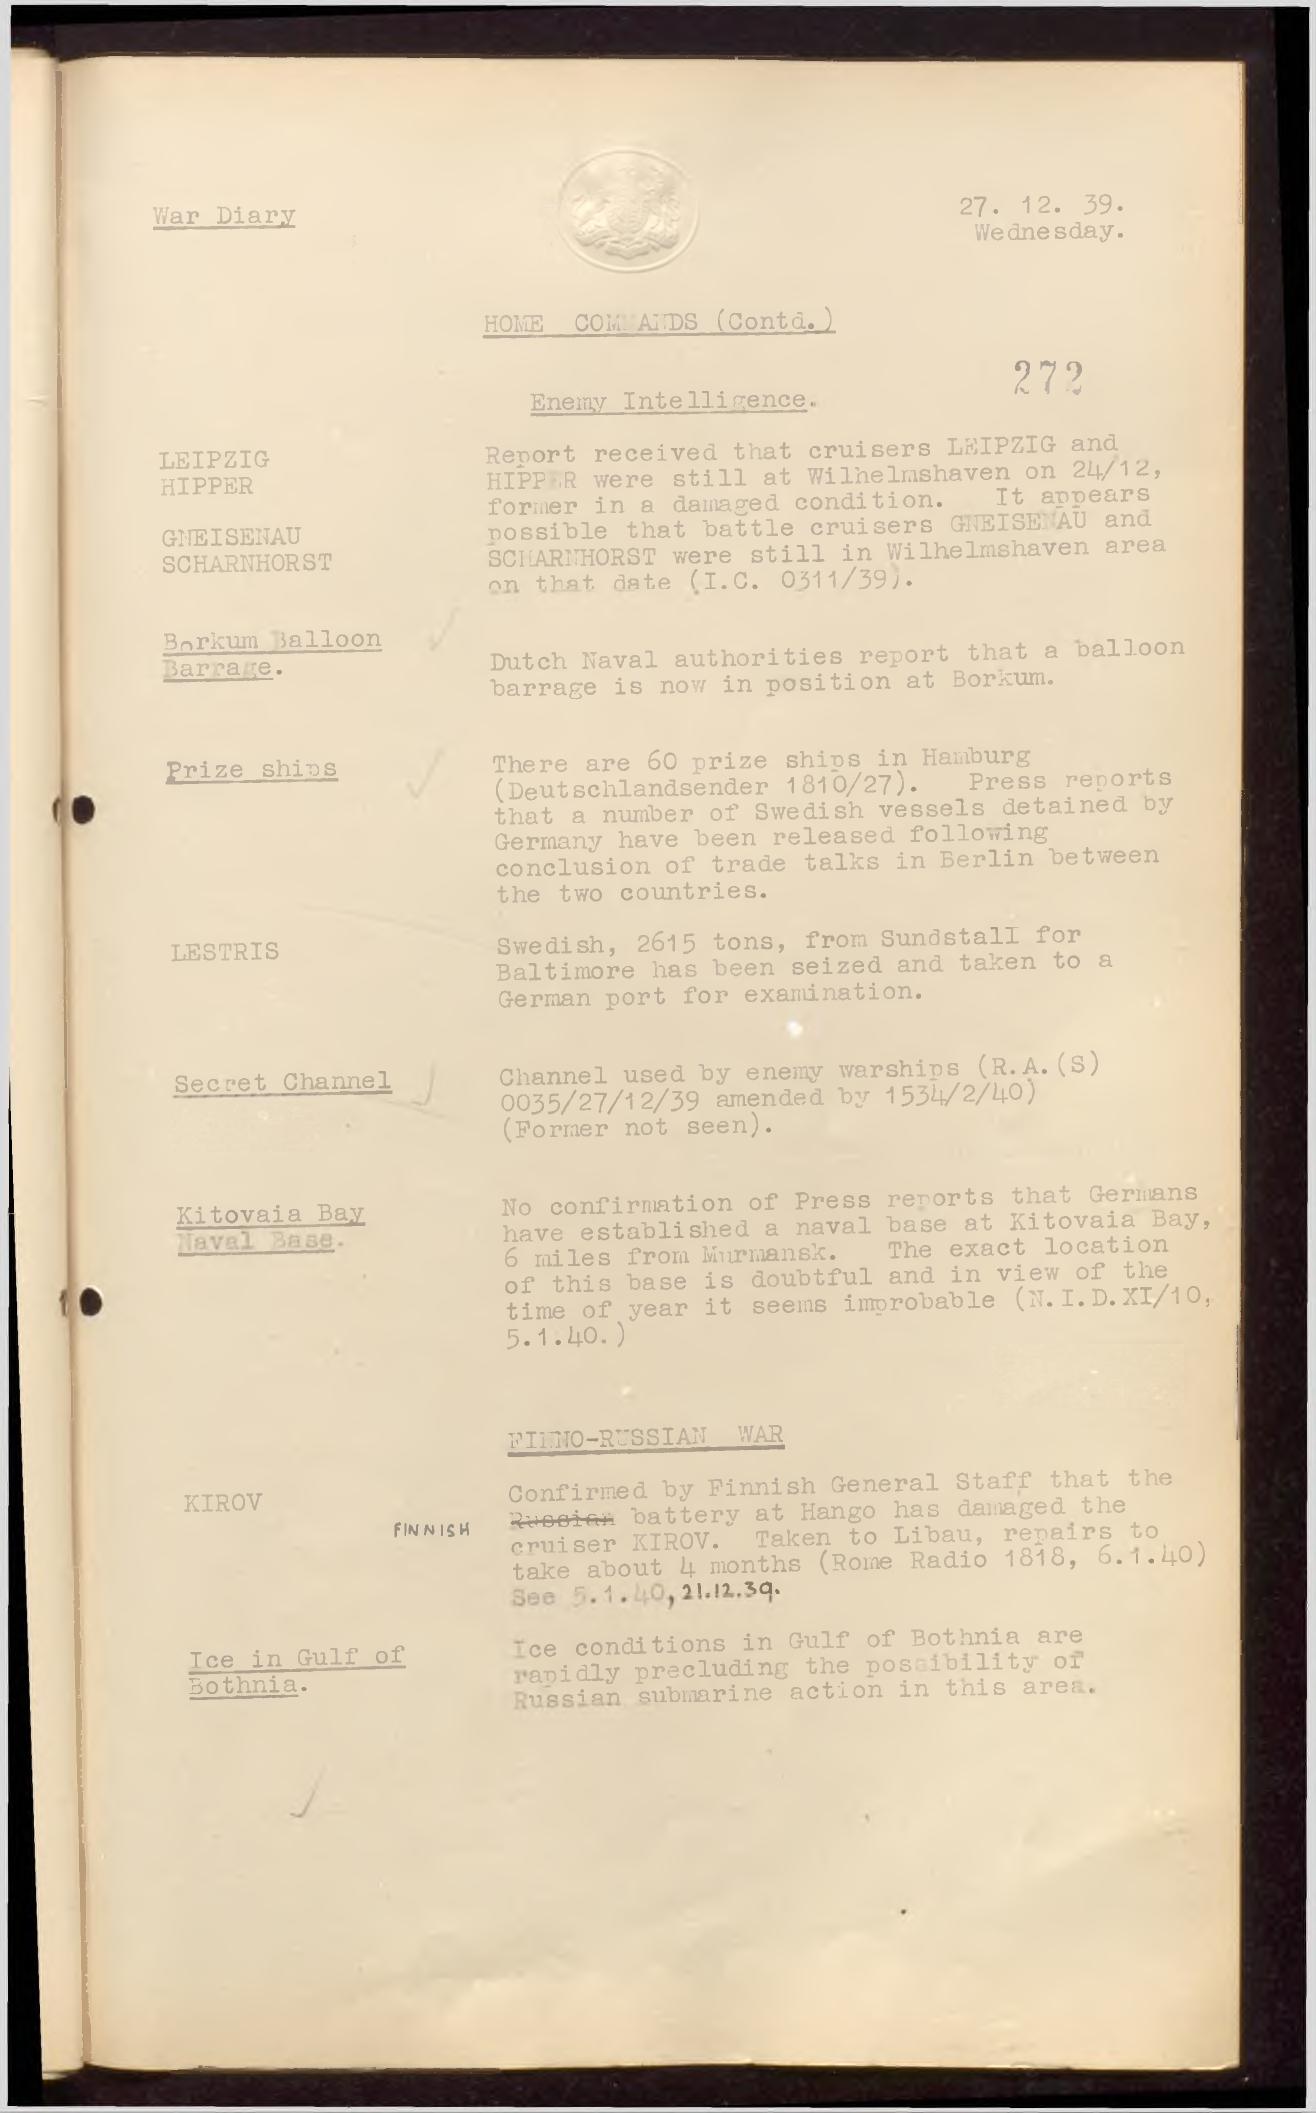 War Diary
27. 12. 39.
Wednesday.
HOME COMMANDS (Contd.)
272
Enemy Intelligence.
LEIPZIG
HIPPER
GNEISENAU
SCHARNHORST
Report received that cruisers LEIPZIG and
HIPPER were still at Wilhelmshaven on 24/12,
former in a damaged condition. It appears
possible that battle cruisers GNEISENAU and
SCHARNHORST were still in Wilhelmshaven area
on that date (I.C. 0311/39).
Borkum Balloon
Barrage.
Dutch Naval authorities report that a balloon
barrage is now in position at Borkum.
Prize ships
There are 60 prize ships in Hamburg
(Deutschlandsender 1810/27). Press reports
that a number of Swedish vessels detained by
Germany have been released following
conclusion of trade talks in Berlin between
the two countries.
LESTRIS
Swedish, 2615 tons, from Sundstall for
Baltimore has been seized and taken to a
German port for examination.
Secret Channel
Channel used by enemy warships (R.A.(S)
0035/27/12/39 amended by 1534/2/40)
(Former not seen).
Kitovaia Bay
Naval Base.
No confirmation of Press reports that Germans
have established a naval base at Kitovaia Bay,
6 miles from Murmansk. The exact location
of this base is doubtful and in view of the
time of year it seems improbable (N.I.D.XI/10,
5.1.40.)
FINNO-RUSSIAN WAR
KIROV
FINNISH
Confirmed by Finnish General Staff that the
Russian battery at Hango has damaged the
cruiser KIROV. Taken to Libau, repairs to
take about 4 months (Rome Radio 1818, 6.1.40)
See 5.1.40, 21.12.39.
Ice in Gulf of
Bothnia.
Ice conditions in Gulf of Bothnia are
rapidly precluding the possibility of
Russian submarine action in this area.